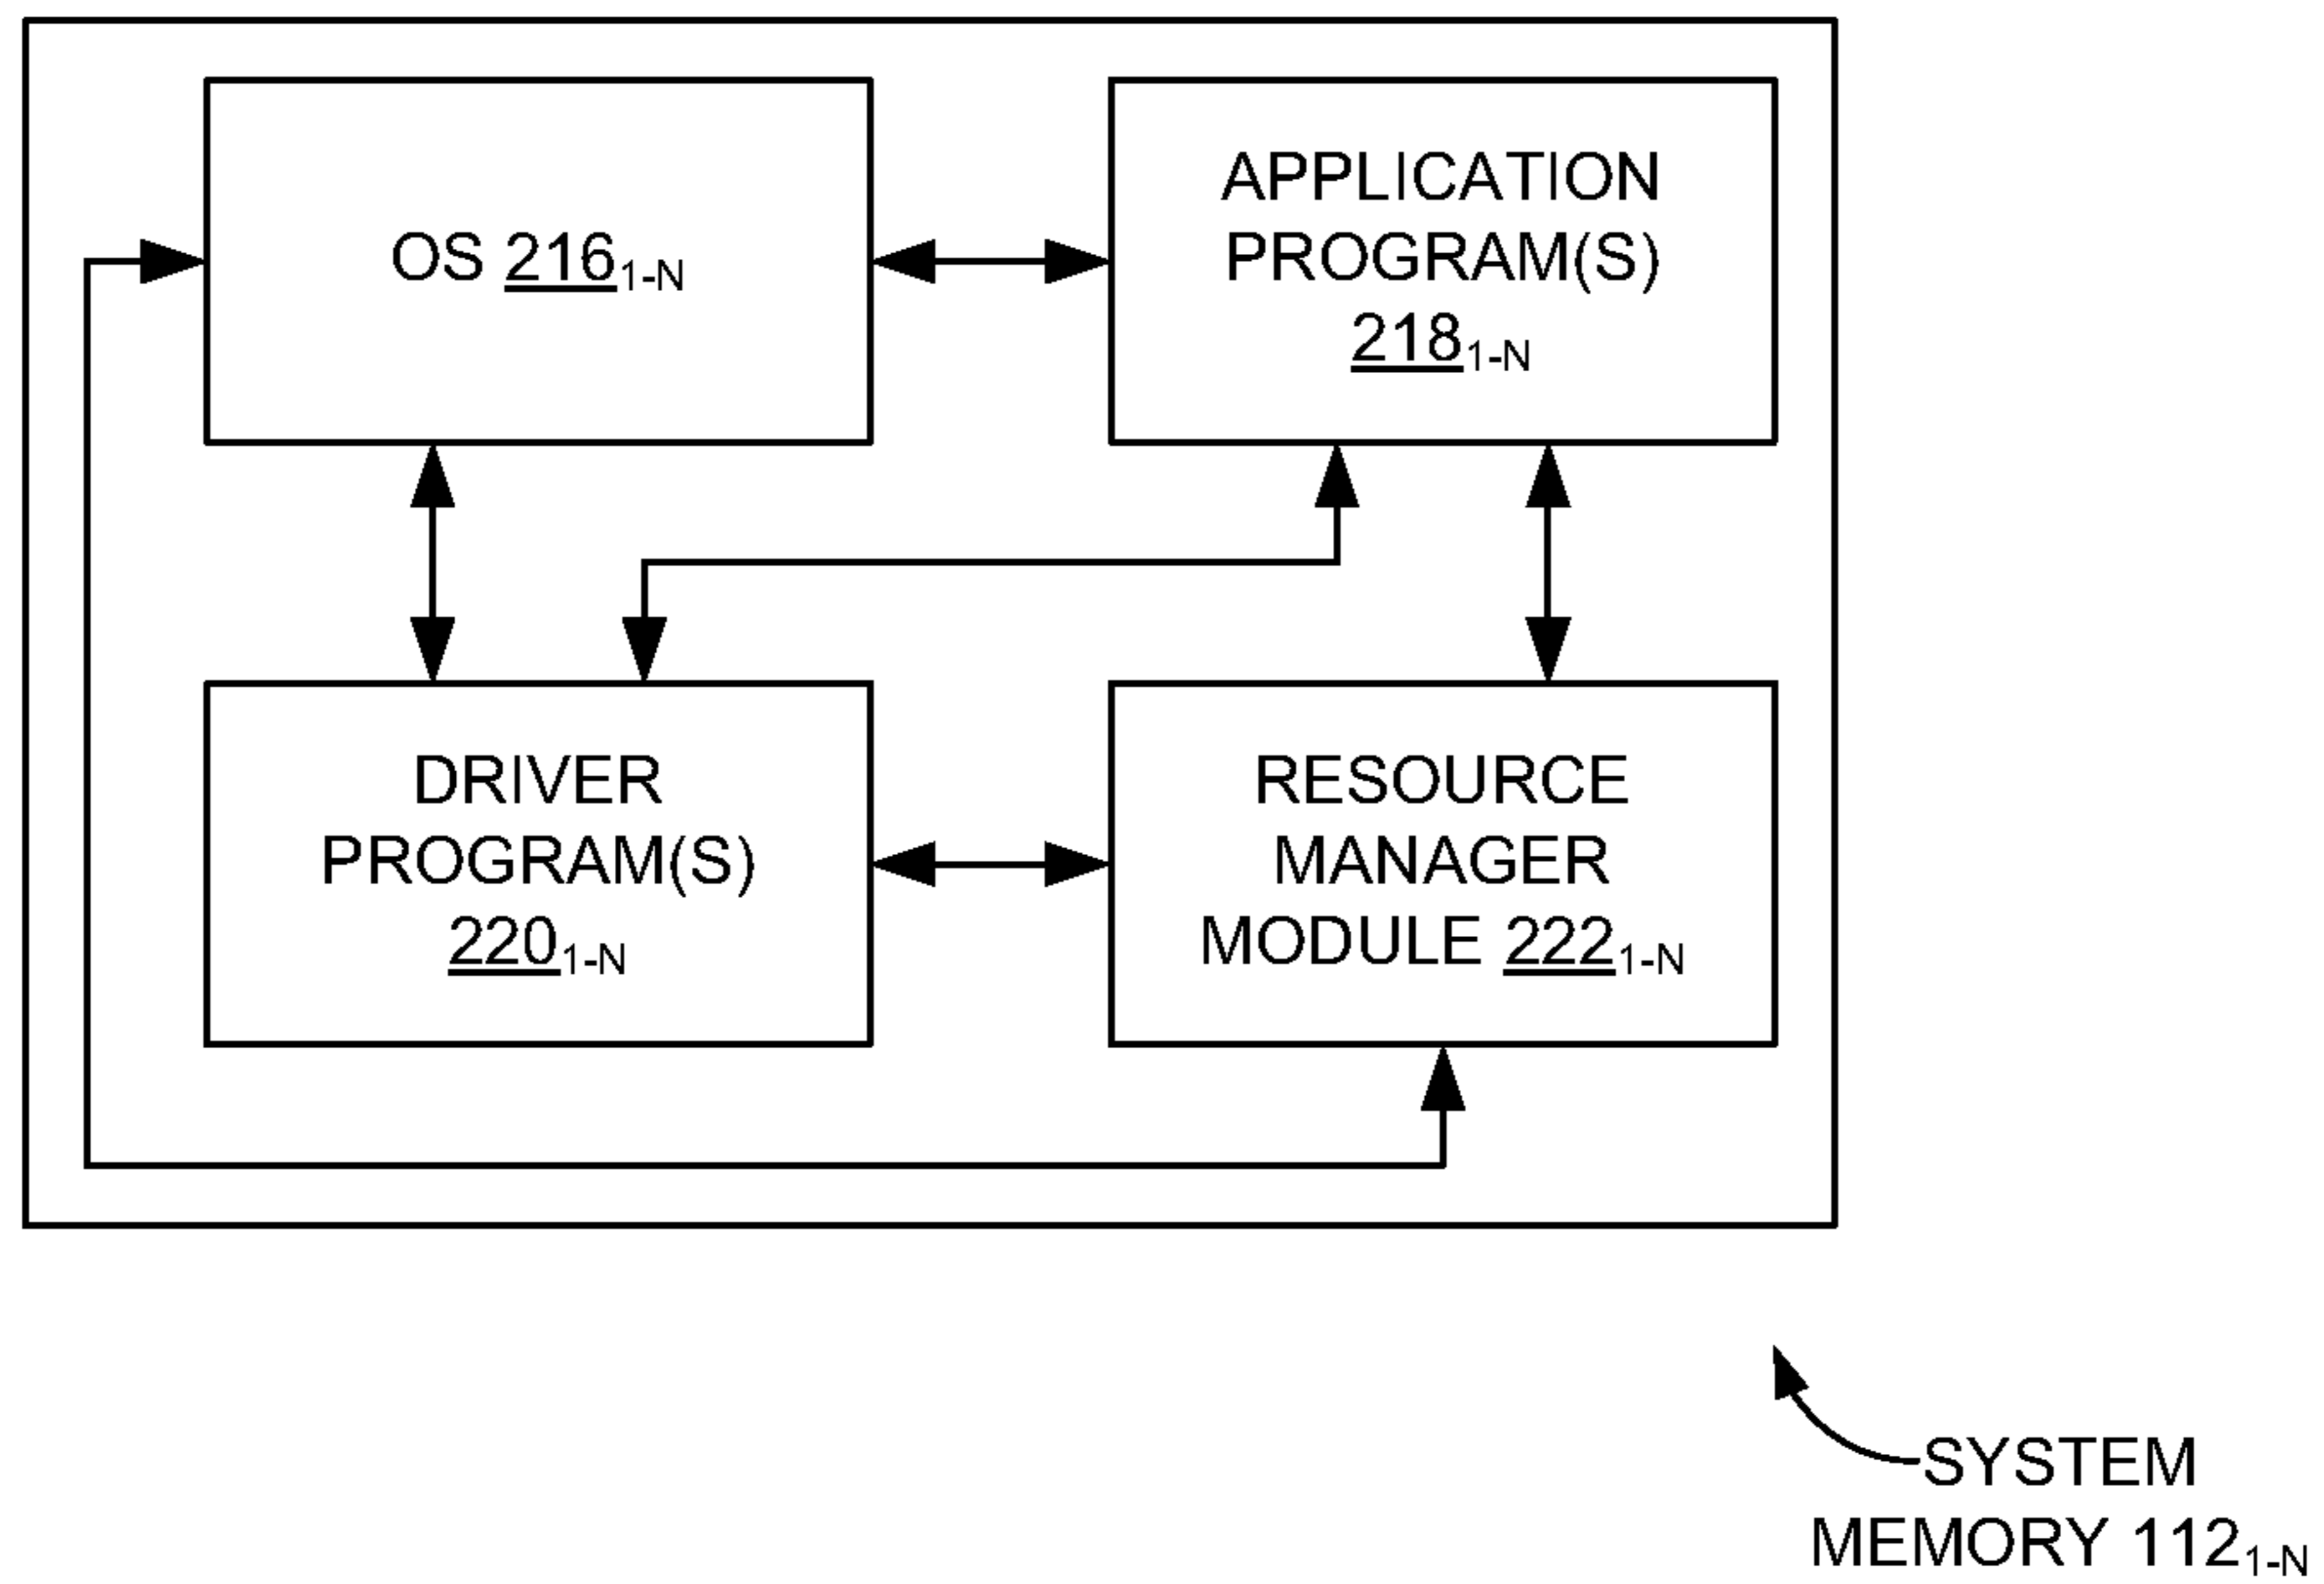 OS 216₁₋N
APPLICATION
PROGRAM(S)
218₁₋N
DRIVER
PROGRAM(S)
220₁₋N
RESOURCE
MANAGER
MODULE 222₁₋N
SYSTEM
MEMORY 112₁₋N